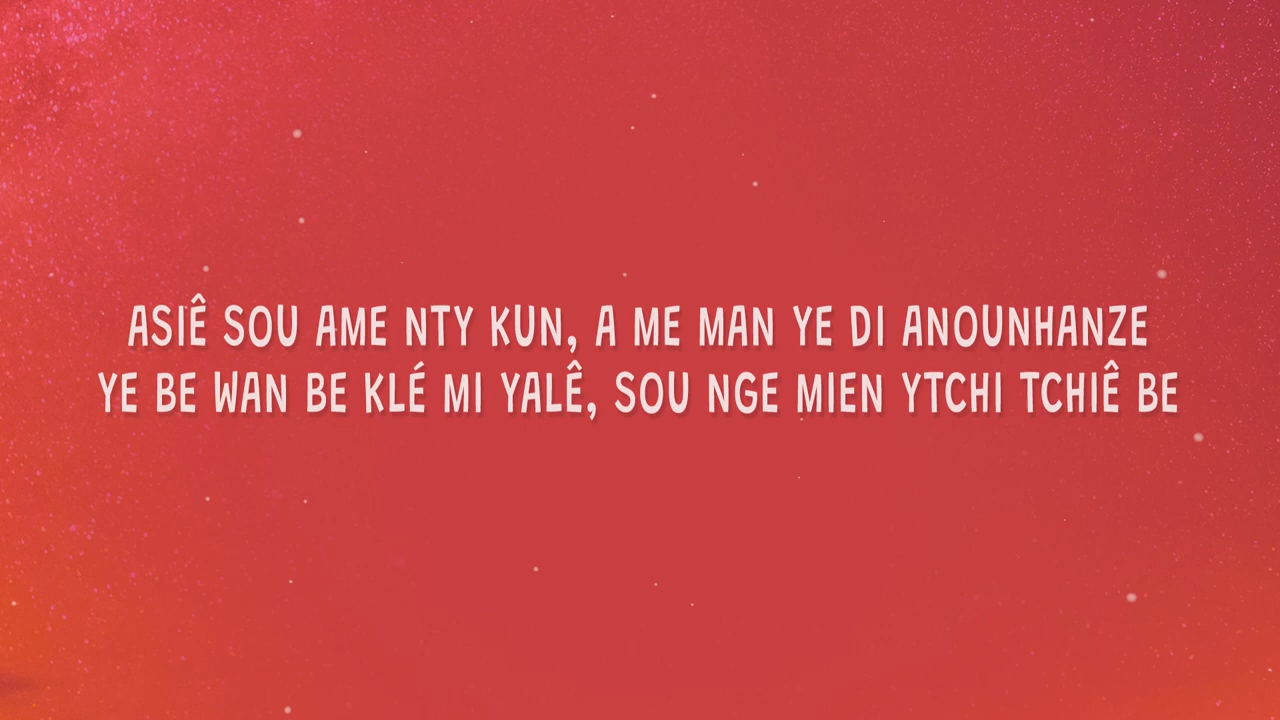 ASIÊ SOU AME NTY KUN, A ME MAN YE DI ANOUNHANZE
YE BE WAN BE KLÉ MI YALÊ, SOU NGE MIEN YTCHI TCHIÊ BE